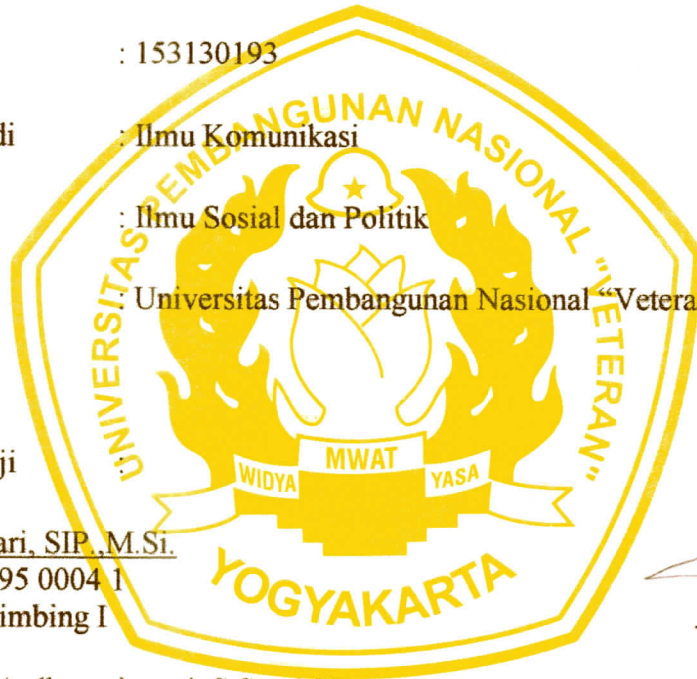 : 153130193
di : Ilmu Komunikasi
: Ilmu Sosial dan Politik
: Universitas Pembangunan Nasional “Vetera
ji :
ari, SIP.,M.Si.
95 0004 1
imbing I
UNIVERSITAS PEMBANGUNAN NASIONAL "VETERAN"
WIDYA MWAT YASA
YOGYAKARTA